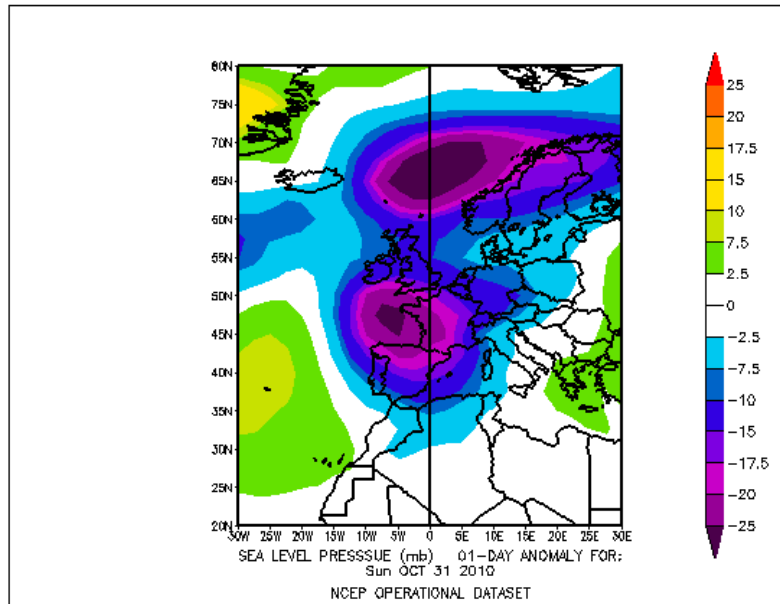 80N
75N
70N
65N
60N
55N
50N
45N
40N
35N
30N
25N
20N
30W 25W 20W 15W 10W 5W 0 5E 10E 15E 20E 25E 30E
25
20
17.5
15
10
7.5
2.5
0
-2.5
-7.5
-10
-15
-17.5
-20
-25
SEA LEVEL PRESSSUE (mb) 01-DAY ANOMALY FOR:
Sun OCT 31 2010
NCEP OPERATIONAL DATASET